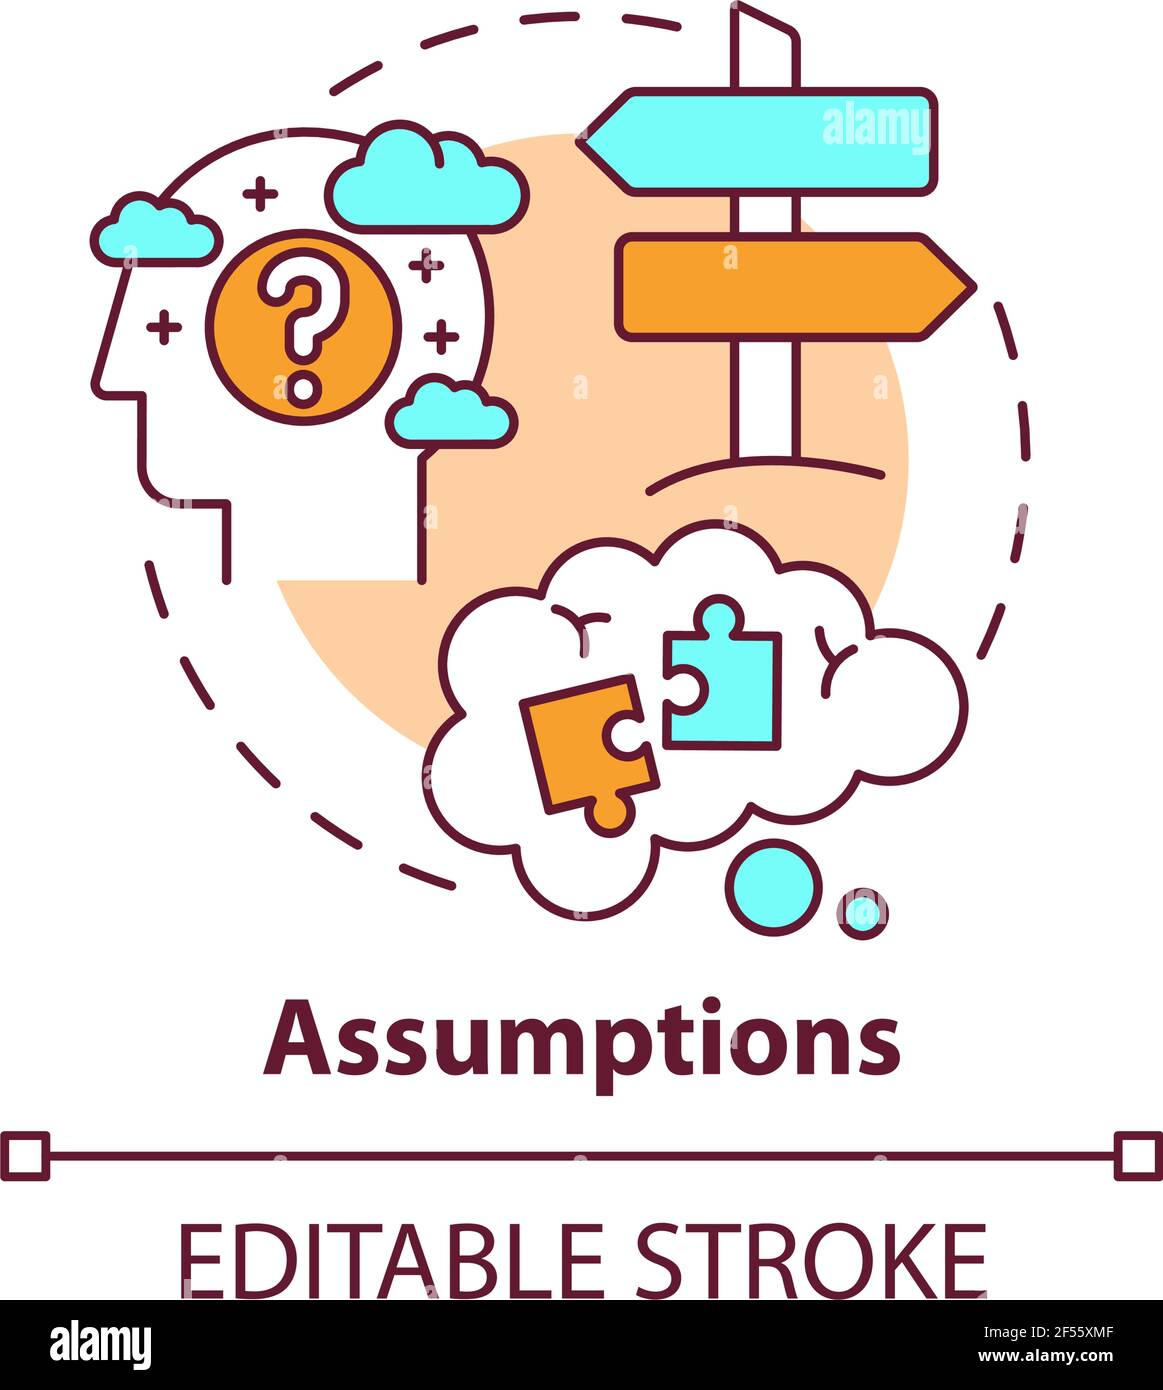 ?
Assumptions
EDITABLE STROKE
alamy
alamy
Image ID: 2F55XMF
www.alamy.com